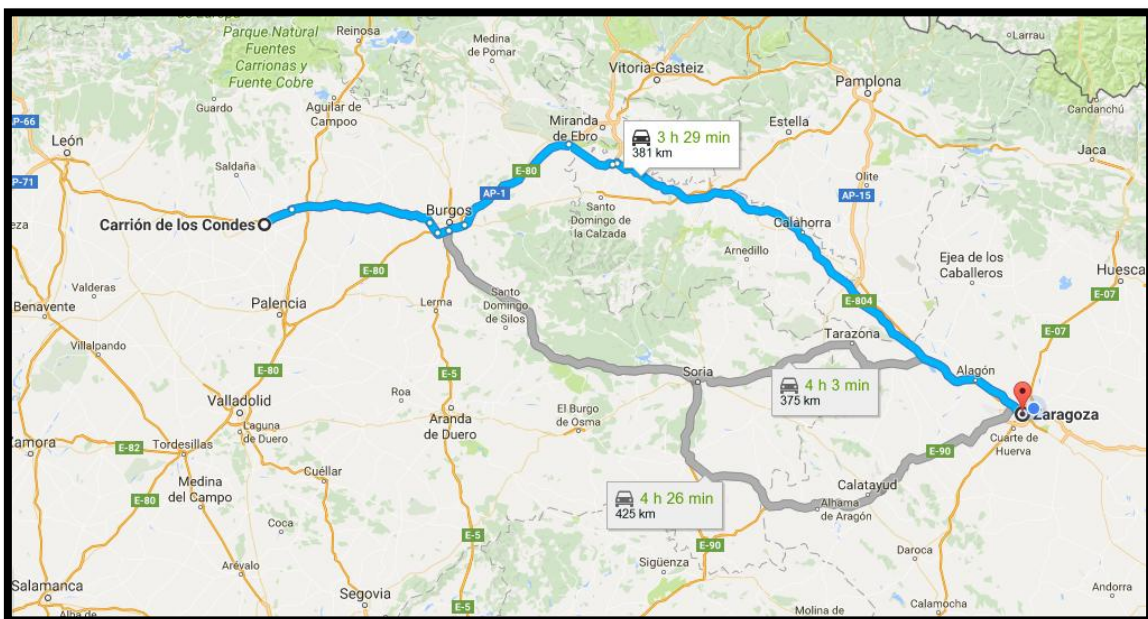 de Europa
Parque Natural
Fuentes
Carrionas y
Fuente Cobre
Reinosa
Medina
de Pomar
Larrau
Vitoria-Gasteiz
Pamplona
Candanchú
Guardo
Aguilar de
Campoo
Miranda
de Ebro
Estella
AP-66
León
3 h 29 min
381 km
Jaca
Saldaña
E-80
AP-71
AP-1
Olite
AP-15
Burgos
Santo
Domingo de
la Calzada
Carrión de los Condes
Calahorra
eza
Arnedillo
Ejea de los
Caballeros
Huesca
E-80
Valderas
Palencia
Lerma
Santo
Domingo
de Silos
E-804
E-07
Benavente
Tarazona
E-07
Villalpando
E-80
E-5
Soria
Alagón
4 h 3 min
375 km
Roa
Valladolid
Aranda
de Duero
El Burgo
de Osma
Zaragoza
Laguna
de Duero
Cuarte de
Huerva
Zamora
E-82
Tordesillas
E-90
Cuéllar
Medina
del Campo
4 h 26 min
425 km
Calatayud
E-80
Alhama
de Aragón
Coca
E-5
E-90
Daroca
Arévalo
Sigüenza
Andorra
Salamanca
Segovia
E-5
Calamocha
Alba de
Molina de